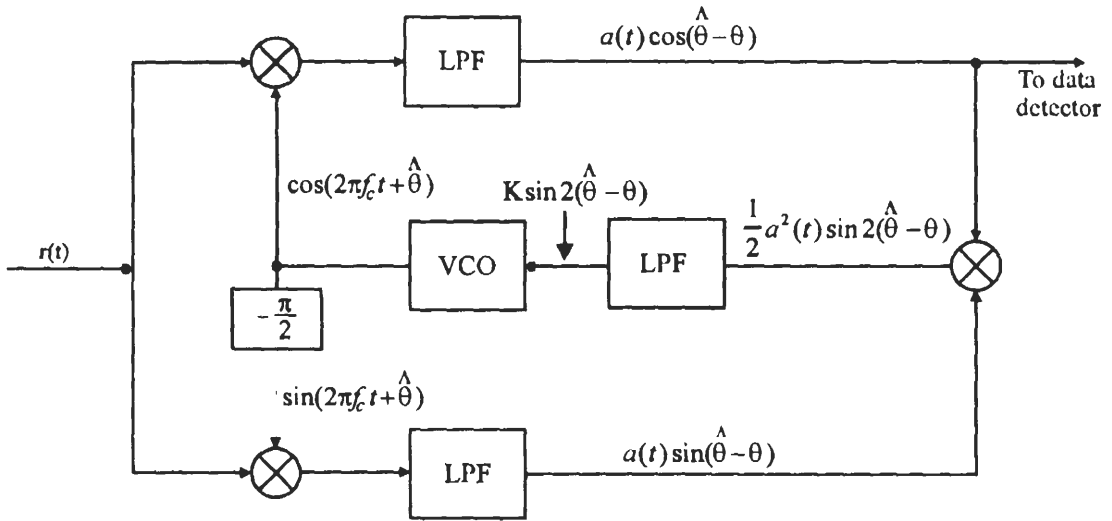 a(t) cos(θ̂−θ)
LPF
To data
detector
cos(2πf_c t+θ̂)
K sin 2(θ̂−θ)
1/2 a²(t) sin 2(θ̂−θ)
r(t)
VCO
LPF
−π/2
sin(2πf_c t+θ̂)
LPF
a(t) sin(θ̂−θ)